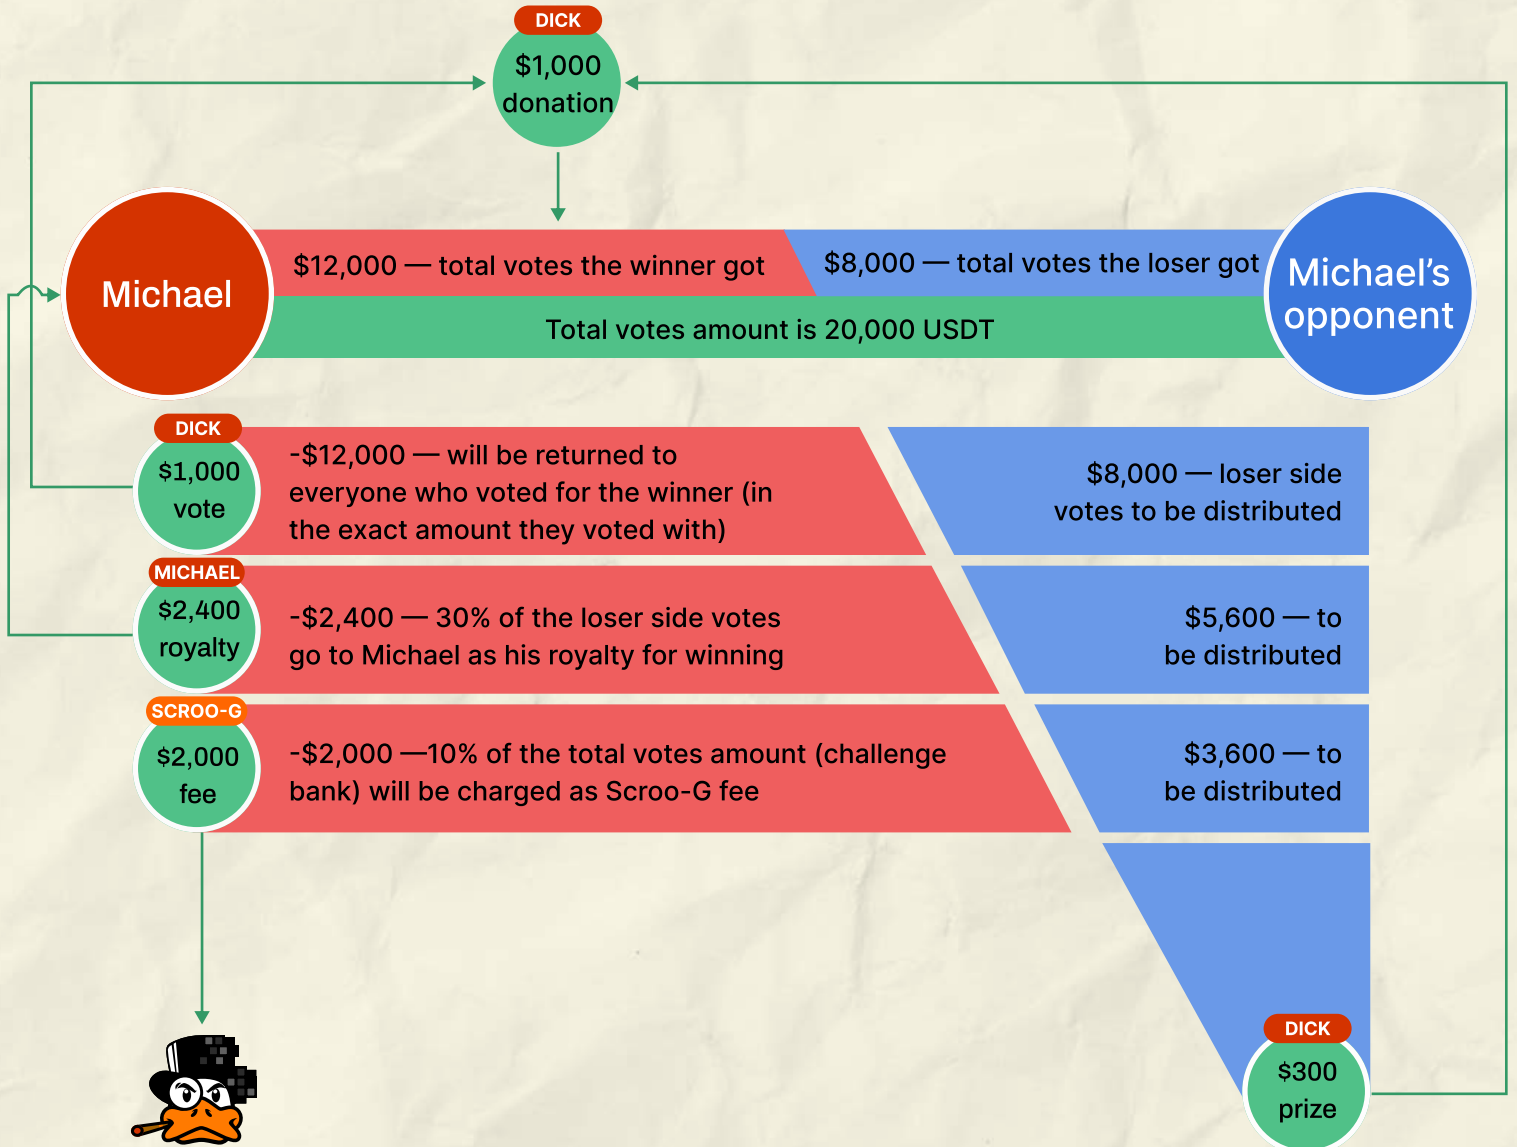 DICK
$1,000
donation
$12,000 — total votes the winner got
$8,000 — total votes the loser got
Michael
Michael’s
opponent
Total votes amount is 20,000 USDT
DICK
$1,000
vote
-$12,000 — will be returned to
everyone who voted for the winner (in
the exact amount they voted with)
$8,000 — loser side
votes to be distributed
MICHAEL
$2,400
royalty
-$2,400 — 30% of the loser side votes
go to Michael as his royalty for winning
$5,600 — to
be distributed
SCROO-G
$2,000
fee
-$2,000 —10% of the total votes amount (challenge
bank) will be charged as Scroo-G fee
$3,600 — to
be distributed
DICK
$300
prize